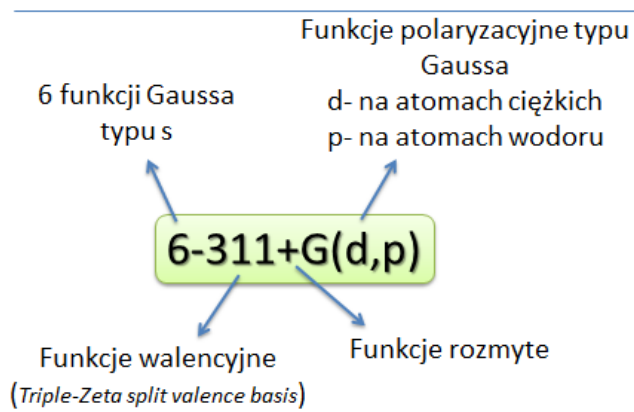 Funkcje polaryzacyjne typu
Gaussa
d- na atomach ciężkich
p- na atomach wodoru
6 funkcji Gaussa
typu s
6-311+G(d,p)
Funkcje walencyjne
(Triple-Zeta split valence basis)
Funkcje rozmyte